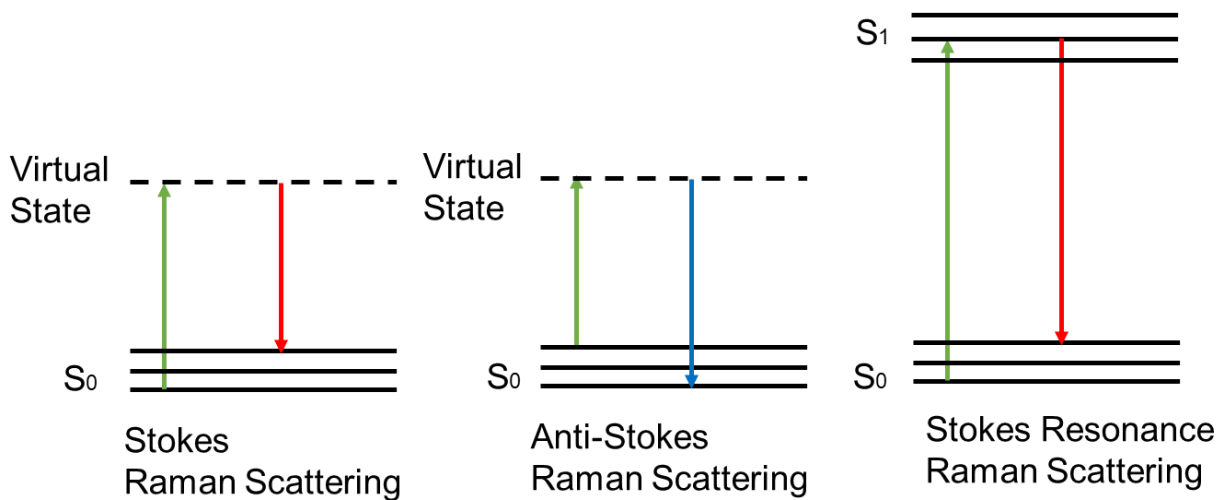 Virtual
State
S0
Stokes
Raman Scattering
Virtual
State
S0
Anti-Stokes
Raman Scattering
S1
S0
Stokes Resonance
Raman Scattering